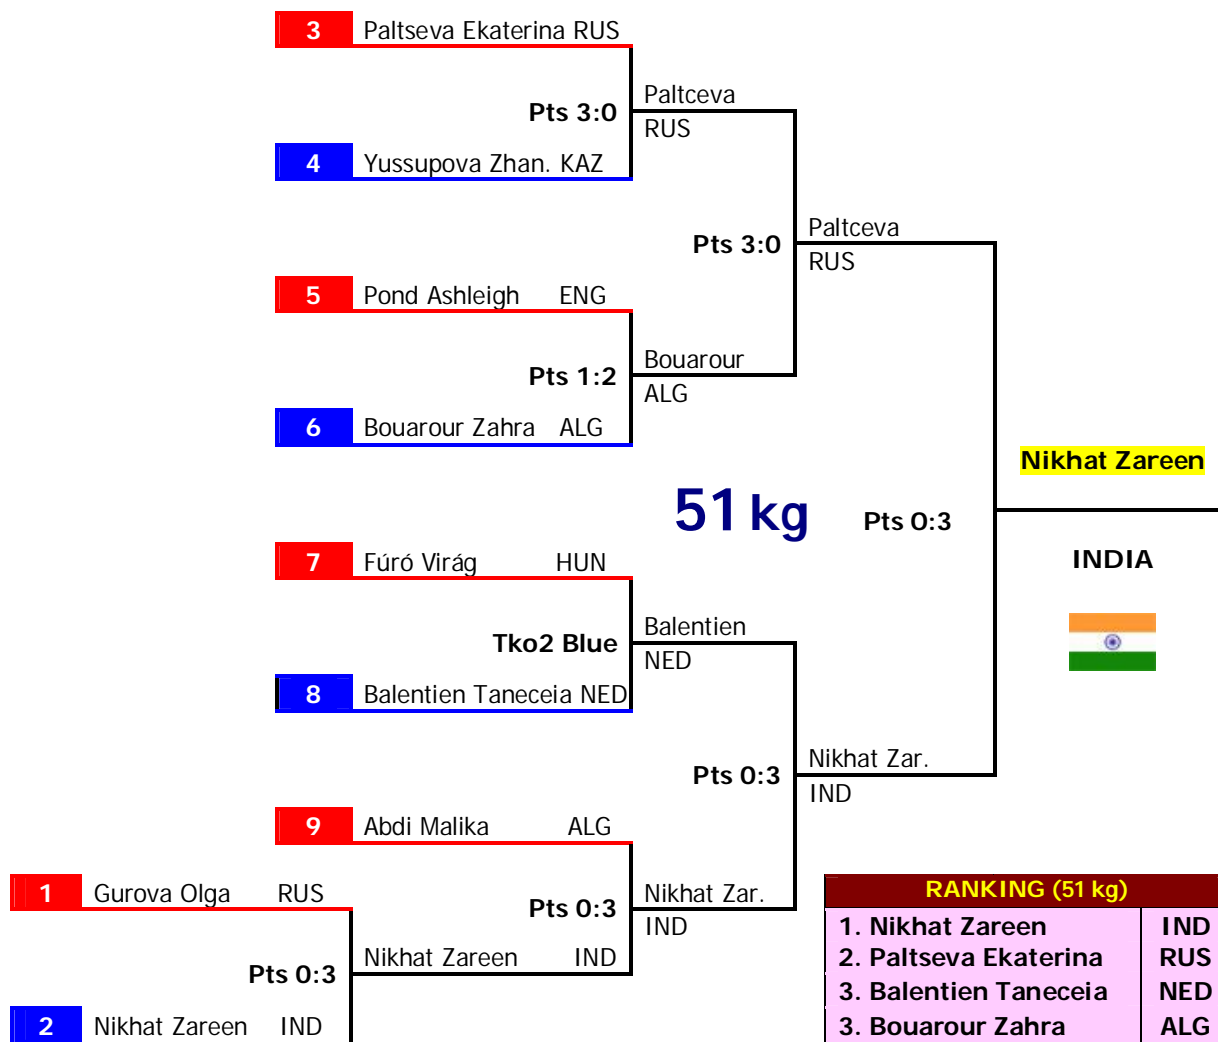 3 Paltseva Ekaterina RUS
Paltceva
Pts 3:0
RUS
4 Yussupova Zhan. KAZ
Paltceva
Pts 3:0
RUS
5 Pond Ashleigh ENG
Bouarour
Pts 1:2
ALG
6 Bouarour Zahra ALG
Nikhat Zareen
51 kg
Pts 0:3
INDIA
7 Fúró Virág HUN
Balentien
Tko2 Blue
NED
8 Balentien Taneceia NED
Nikhat Zar.
Pts 0:3
IND
9 Abdi Malika ALG
1 Gurova Olga RUS
Nikhat Zar.
Pts 0:3
IND
Nikhat Zareen IND
Pts 0:3
2 Nikhat Zareen IND
RANKING (51 kg)
1. Nikhat Zareen IND
2. Paltseva Ekaterina RUS
3. Balentien Taneceia NED
3. Bouarour Zahra ALG